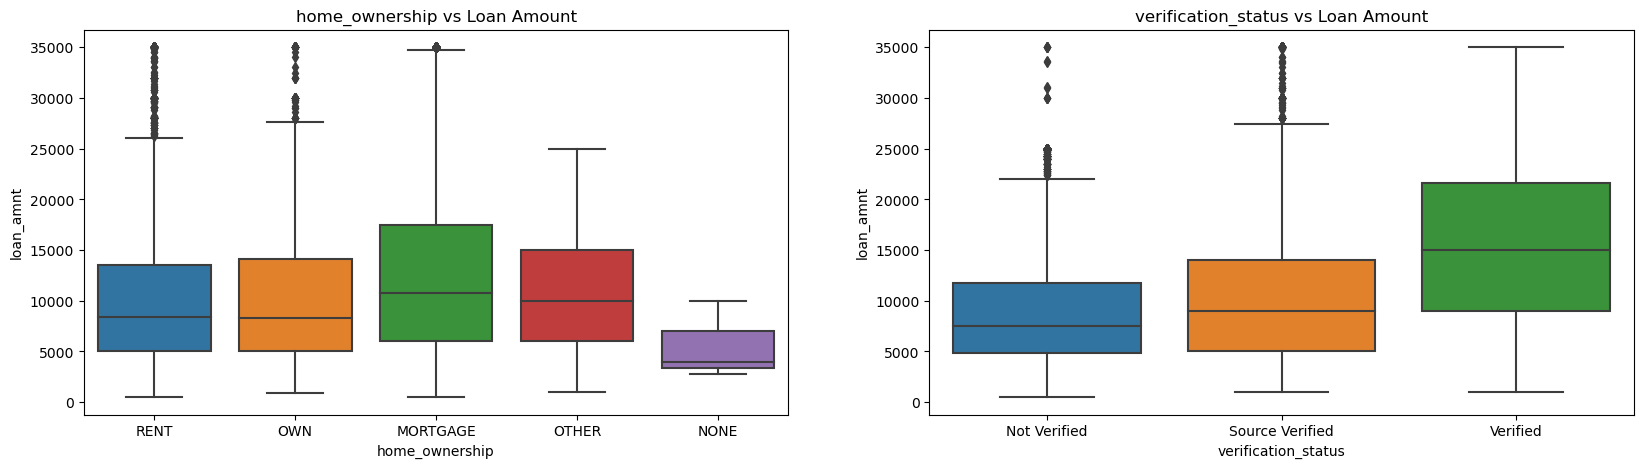 home_ownership vs Loan Amount
35000
30000
25000
20000
15000
10000
5000
0
loan_amnt
RENT OWN MORTGAGE OTHER NONE
home_ownership
verification_status vs Loan Amount
35000
30000
25000
20000
15000
10000
5000
0
loan_amnt
Not Verified Source Verified Verified
verification_status